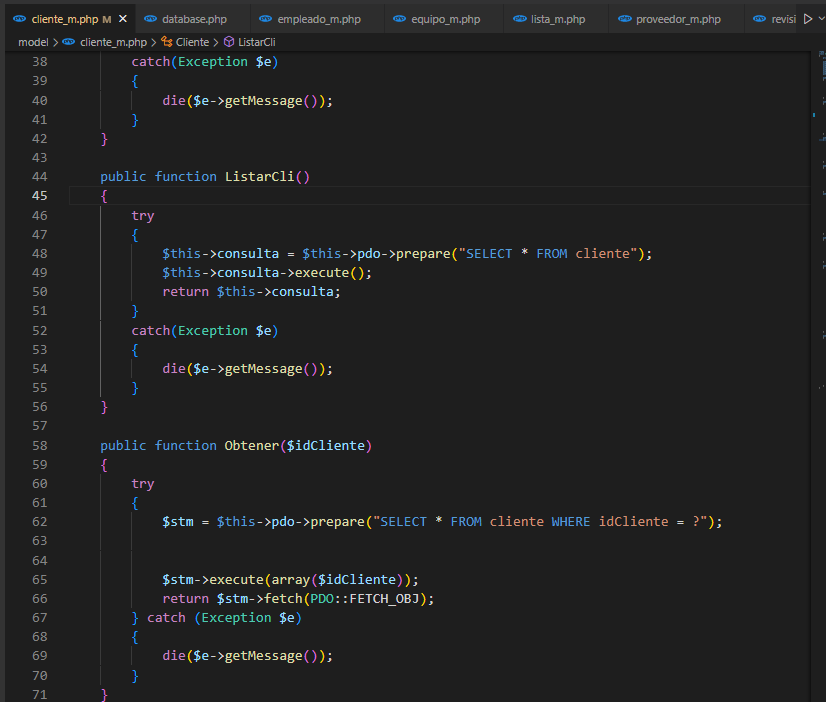 cliente_m.php M ✕ database.php empleado_m.php equipo_m.php lista_m.php proveedor_m.php revisi
model > cliente_m.php > Cliente > ListarCli
38 catch(Exception $e)
39 {
40 die($e->getMessage());
41 }
42 }
43
44 public function ListarCli()
45 {
46 try
47 {
48 $this->consulta = $this->pdo->prepare("SELECT * FROM cliente");
49 $this->consulta->execute();
50 return $this->consulta;
51 }
52 catch(Exception $e)
53 {
54 die($e->getMessage());
55 }
56 }
57
58 public function Obtener($idCliente)
59 {
60 try
61 {
62 $stm = $this->pdo->prepare("SELECT * FROM cliente WHERE idCliente = ?");
63
64
65 $stm->execute(array($idCliente));
66 return $stm->fetch(PDO::FETCH_OBJ);
67 } catch (Exception $e)
68 {
69 die($e->getMessage());
70 }
71 }